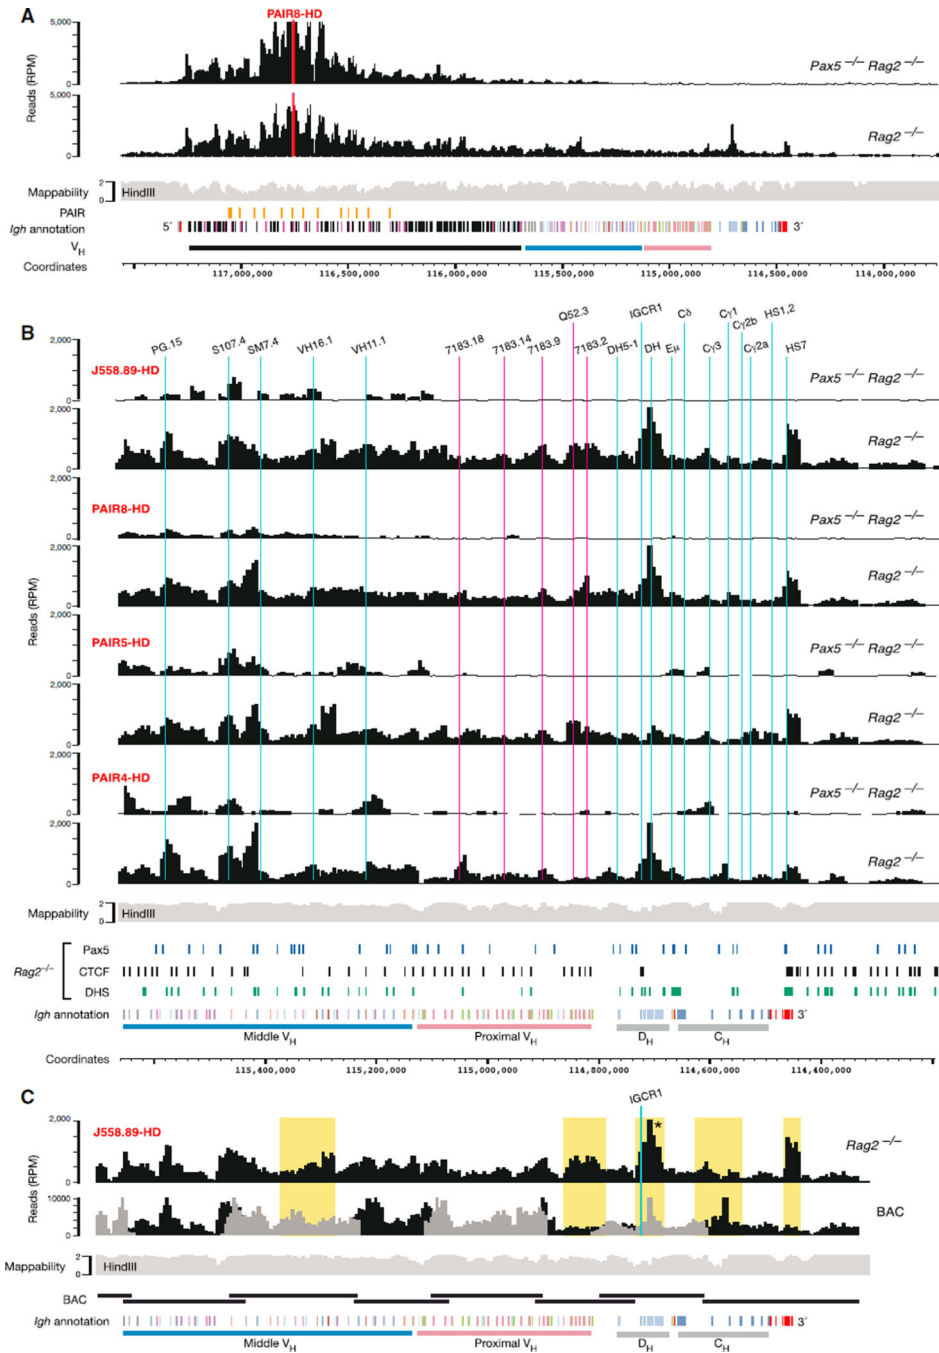 A
PAIR8-HD
5,000
0
Pax5 −/− Rag2 −/−
5,000
0
Rag2 −/−
Reads (RPM)
Mappability
2
0
HindIII
PAIR
Igh annotation
5´
3´
VH
Coordinates
117,000,000
116,500,000
116,000,000
115,500,000
115,000,000
114,500,000
114,000,000
B
PG.15
S107.4
SM7.4
VH16.1
VH11.1
7183.18
7183.14
7183.9
Q52.3
7183.2
DH5-1
IGCR1
DH
Eμ
Cδ
Cγ3
Cγ1
Cγ2b
Cγ2a
HS1,2
HS7
2,000
0
J558.89-HD
Pax5 −/− Rag2 −/−
2,000
0
Rag2 −/−
2,000
0
PAIR8-HD
Pax5 −/− Rag2 −/−
2,000
0
Rag2 −/−
Reads (RPM)
2,000
0
PAIR5-HD
Pax5 −/− Rag2 −/−
2,000
0
Rag2 −/−
2,000
0
PAIR4-HD
Pax5 −/− Rag2 −/−
2,000
0
Rag2 −/−
Mappability
2
0
HindIII
Rag2−/−
Pax5
CTCF
DHS
Igh annotation
3´
Middle VH
Proximal VH
DH
CH
Coordinates
115,400,000
115,200,000
115,000,000
114,800,000
114,600,000
114,400,000
C
IGCR1
J558.89-HD
2,000
0
Reads (RPM)
*
Rag2 −/−
10000
0
Reads
BAC
Mappability
2
0
HindIII
BAC
Igh annotation
3´
Middle VH
Proximal VH
DH
CH